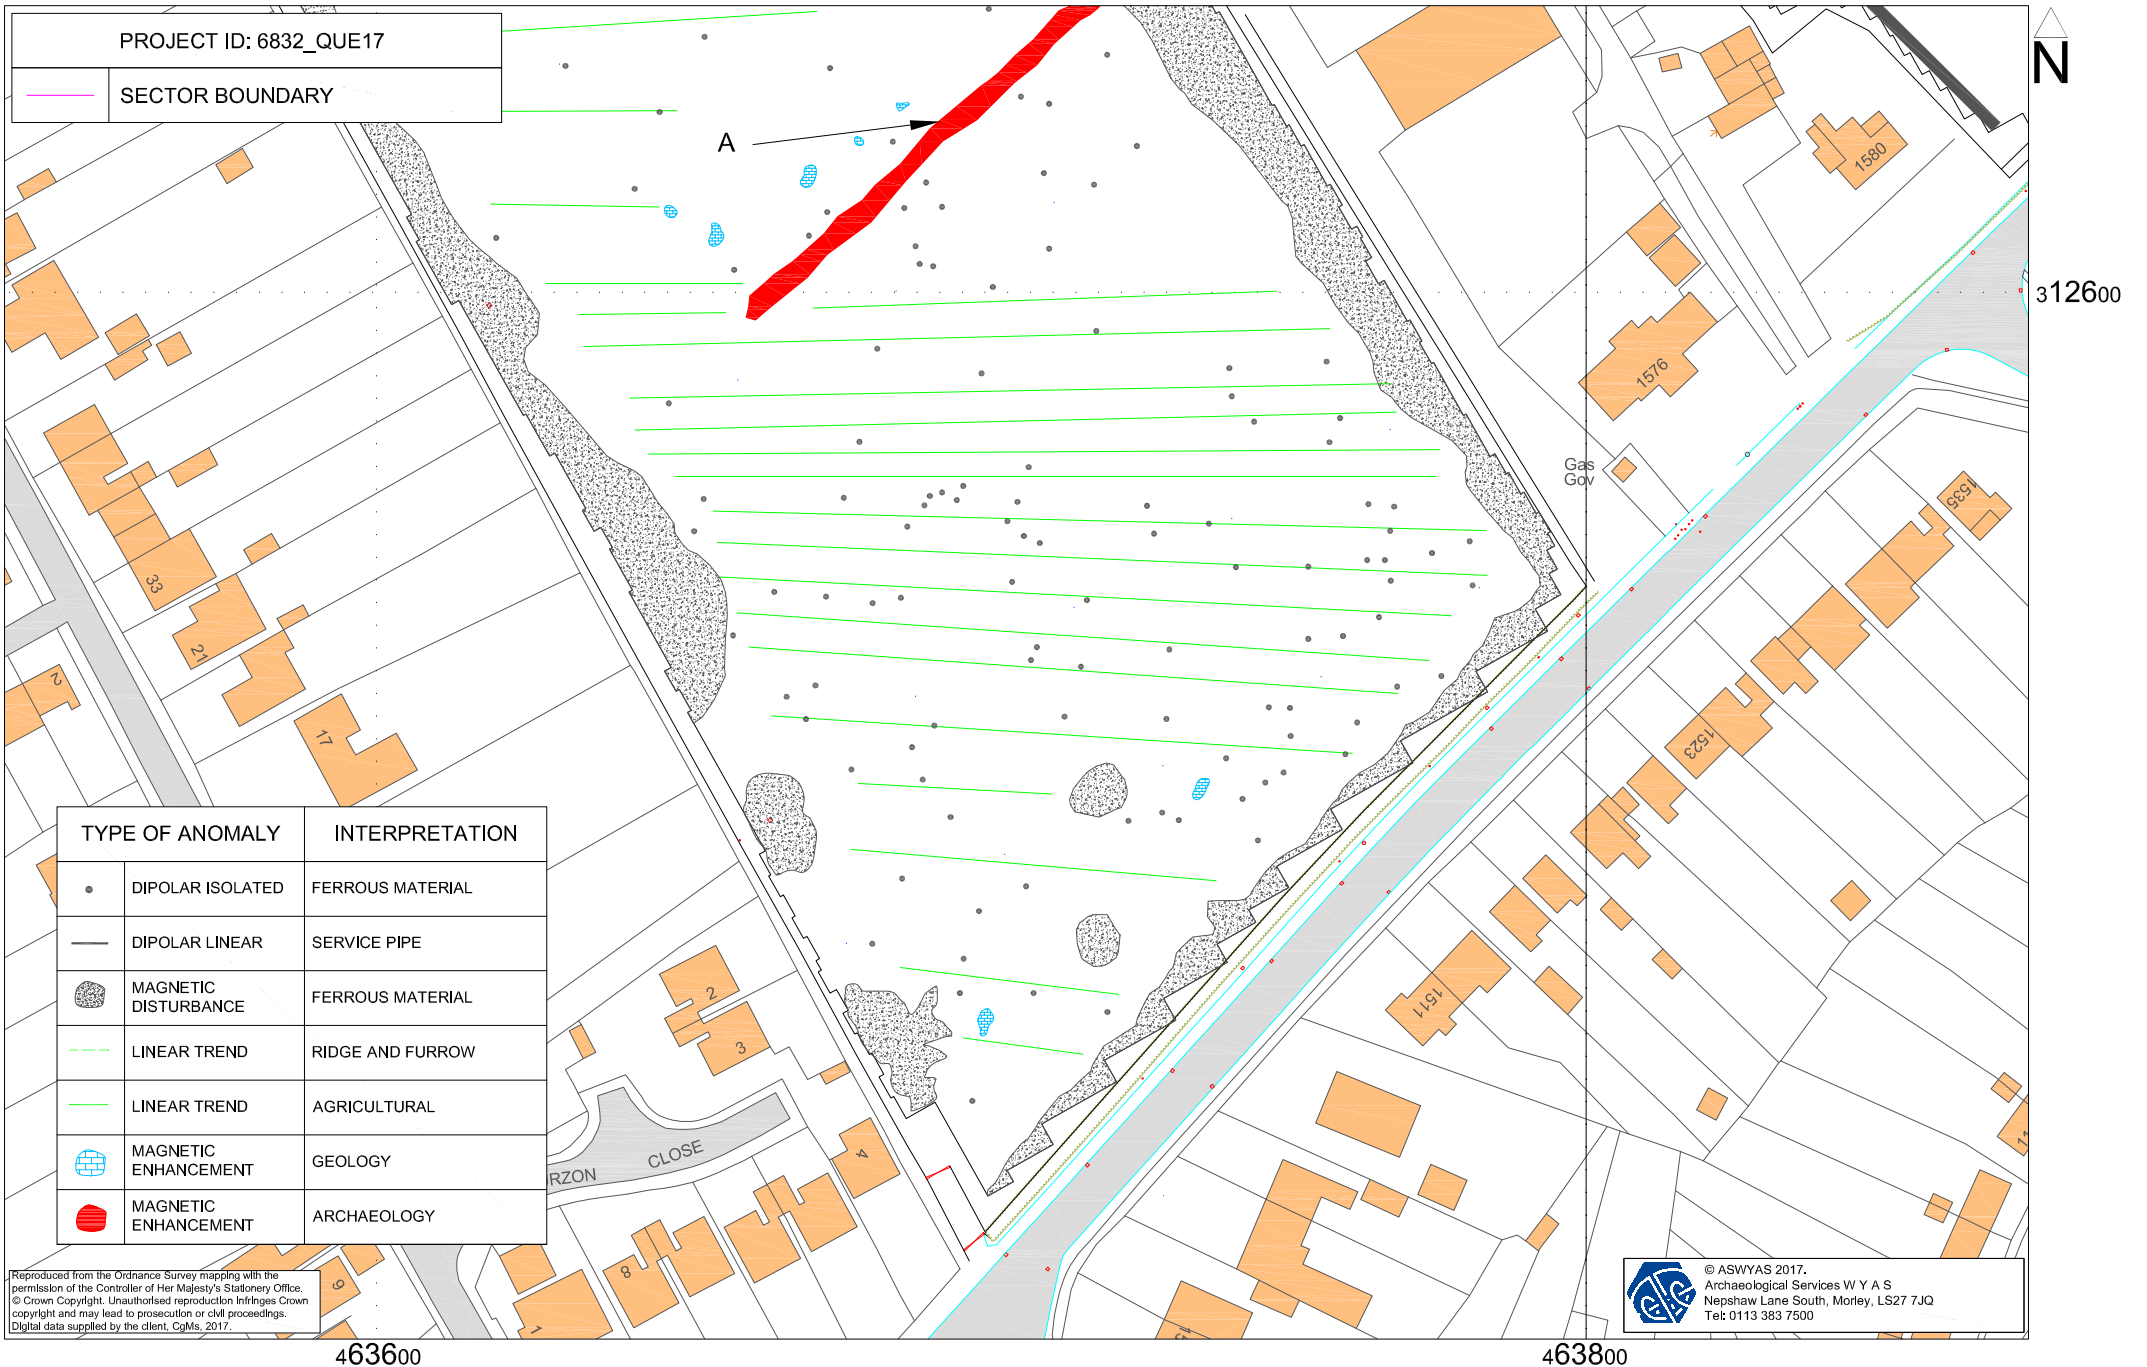 PROJECT ID: 6832_QUE17
SECTOR BOUNDARY
N
A
1580
312600
1576
Gas
Gov
1535
33
21
2
17
1523
TYPE OF ANOMALY INTERPRETATION
DIPOLAR ISOLATED FERROUS MATERIAL
DIPOLAR LINEAR SERVICE PIPE
MAGNETIC
DISTURBANCE FERROUS MATERIAL
LINEAR TREND RIDGE AND FURROW
LINEAR TREND AGRICULTURAL
MAGNETIC
ENHANCEMENT GEOLOGY
MAGNETIC
ENHANCEMENT ARCHAEOLOGY
2
3
1511
11
4
RZON CLOSE
8
9
1
15
Reproduced from the Ordnance Survey mapping with the
permission of the Controller of Her Majesty's Stationery Office.
© Crown Copyright. Unauthorised reproduction infringes Crown
copyright and may lead to prosecution or civil proceedings.
Digital data supplied by the client, CgMs, 2017.
© ASWYAS 2017.
Archaeological Services W Y A S
Nepshaw Lane South, Morley, LS27 7JQ
Tel: 0113 383 7500
463600
463800